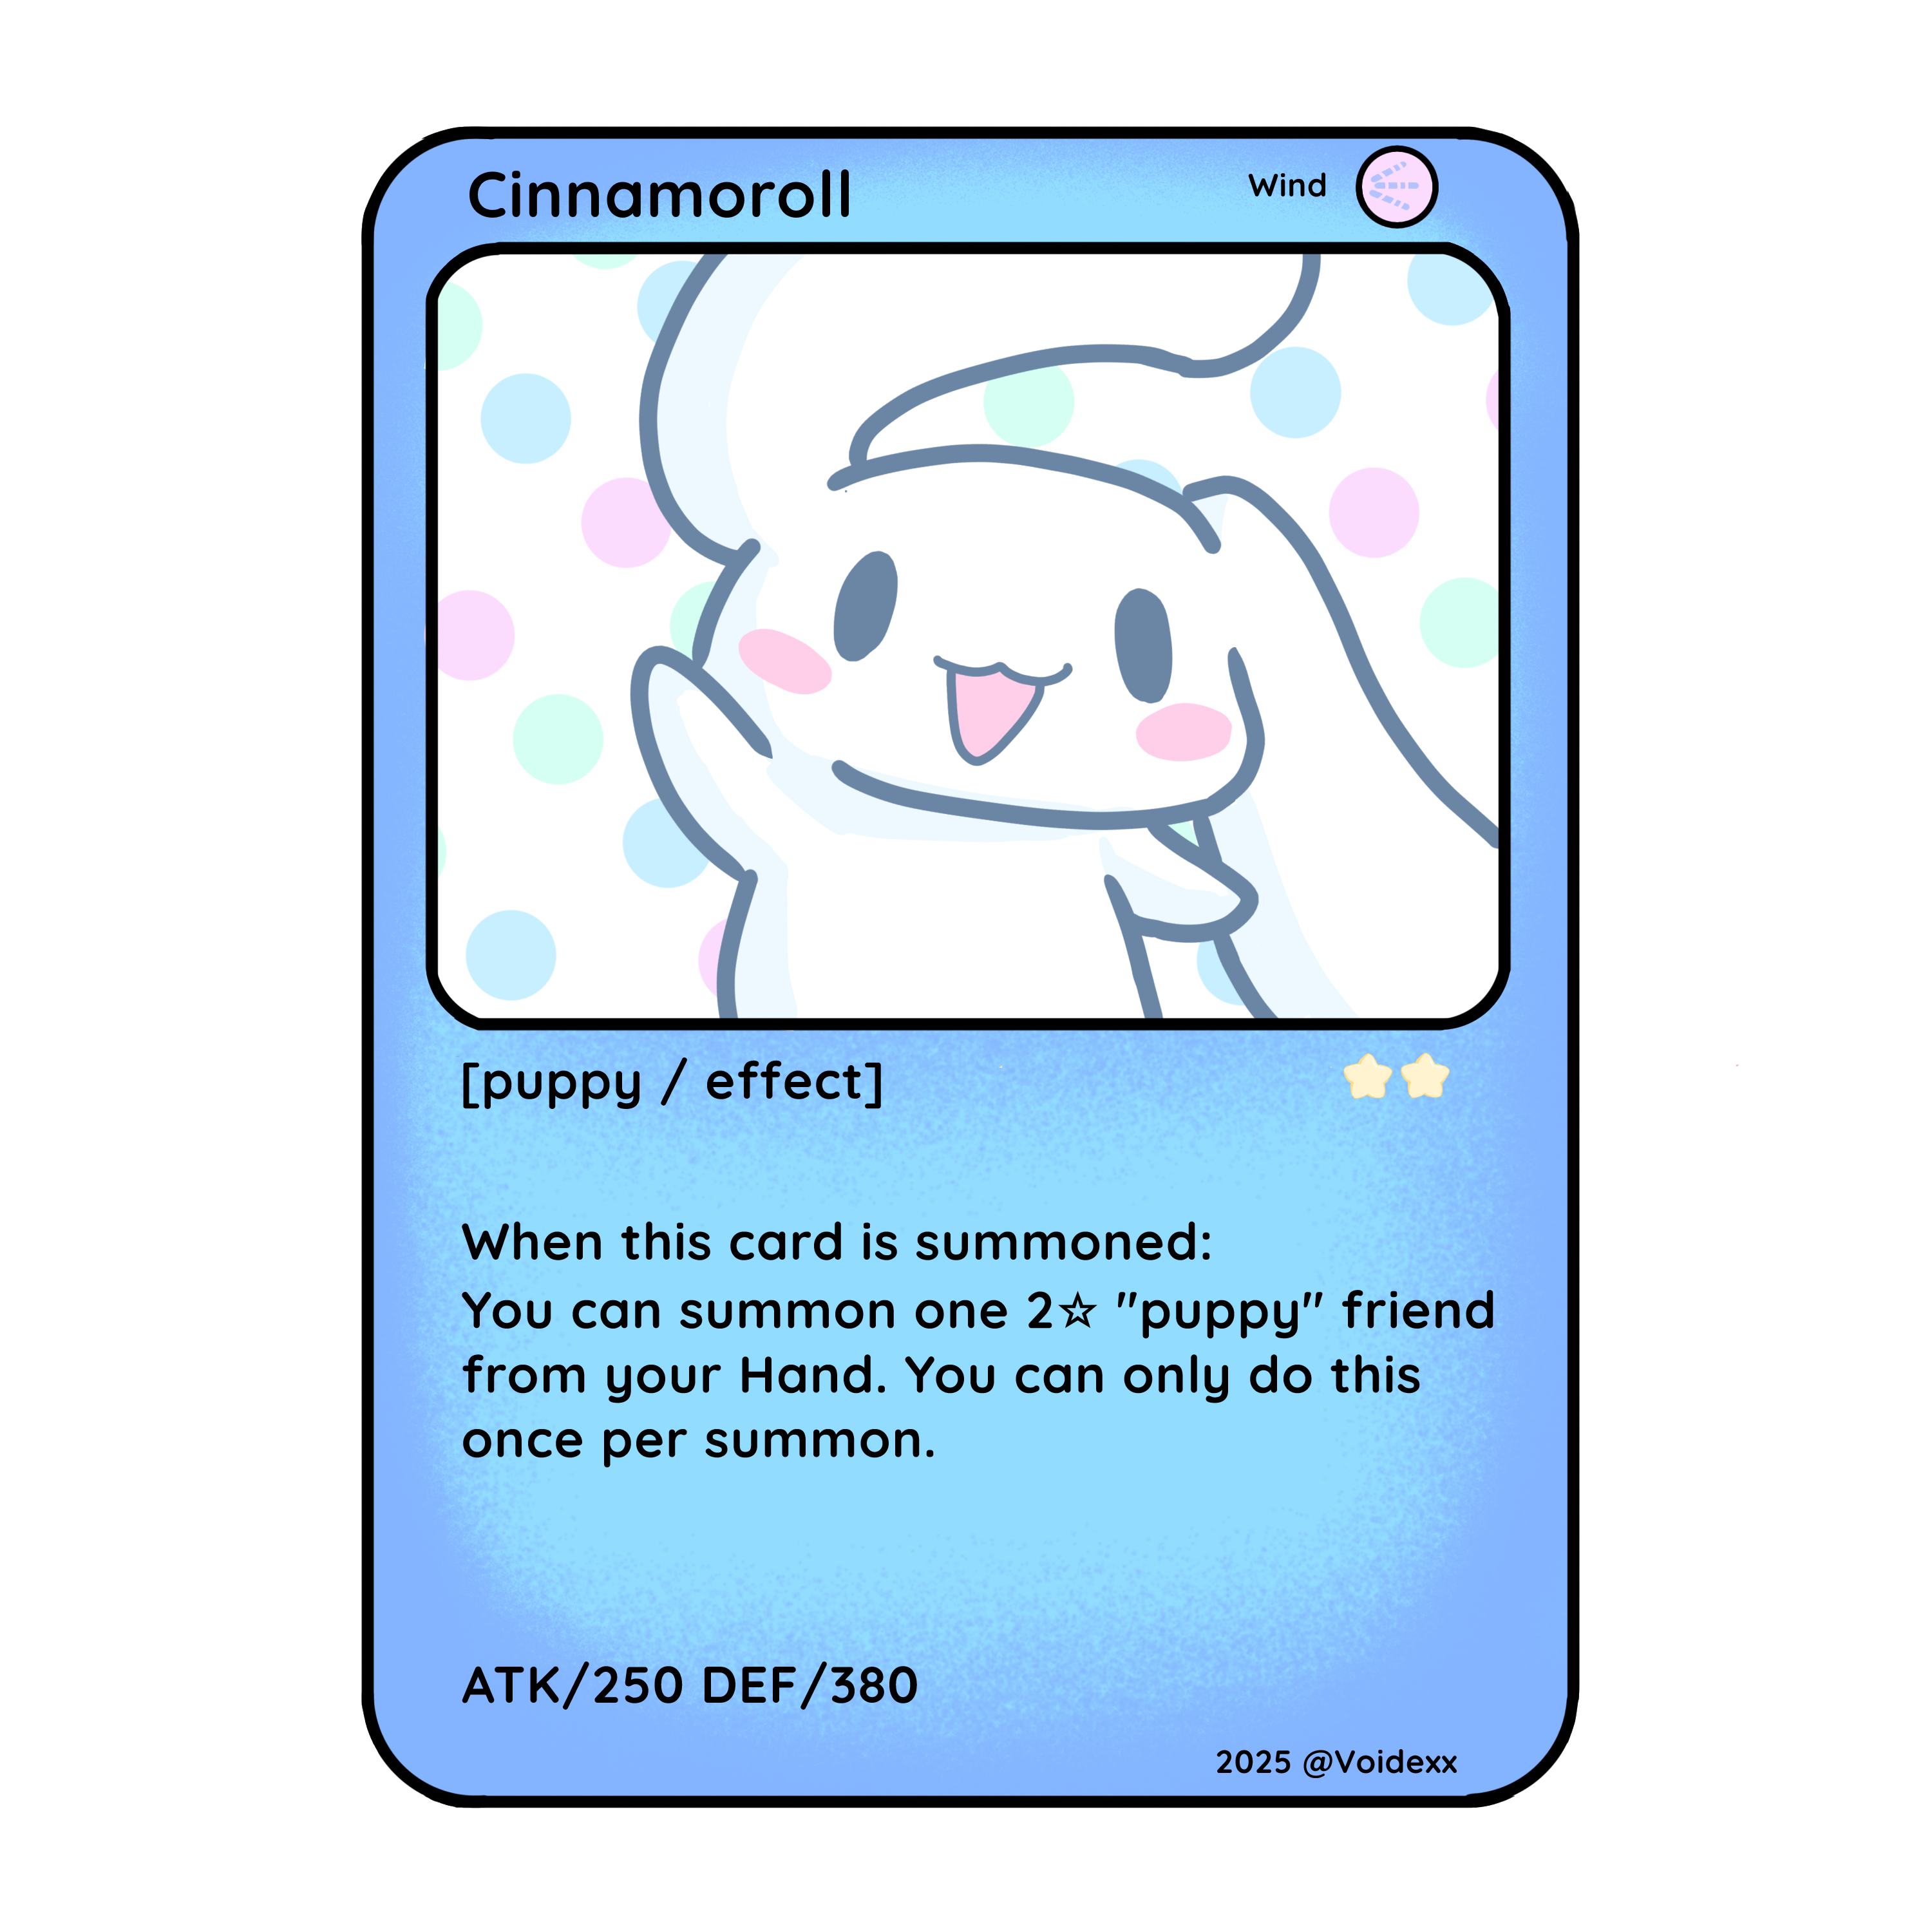 Cinnamoroll
Wind
[puppy / effect]
When this card is summoned:
You can summon one 2☆ "puppy" friend
from your Hand. You can only do this
once per summon.
ATK/250 DEF/380
2025 @Voidexx